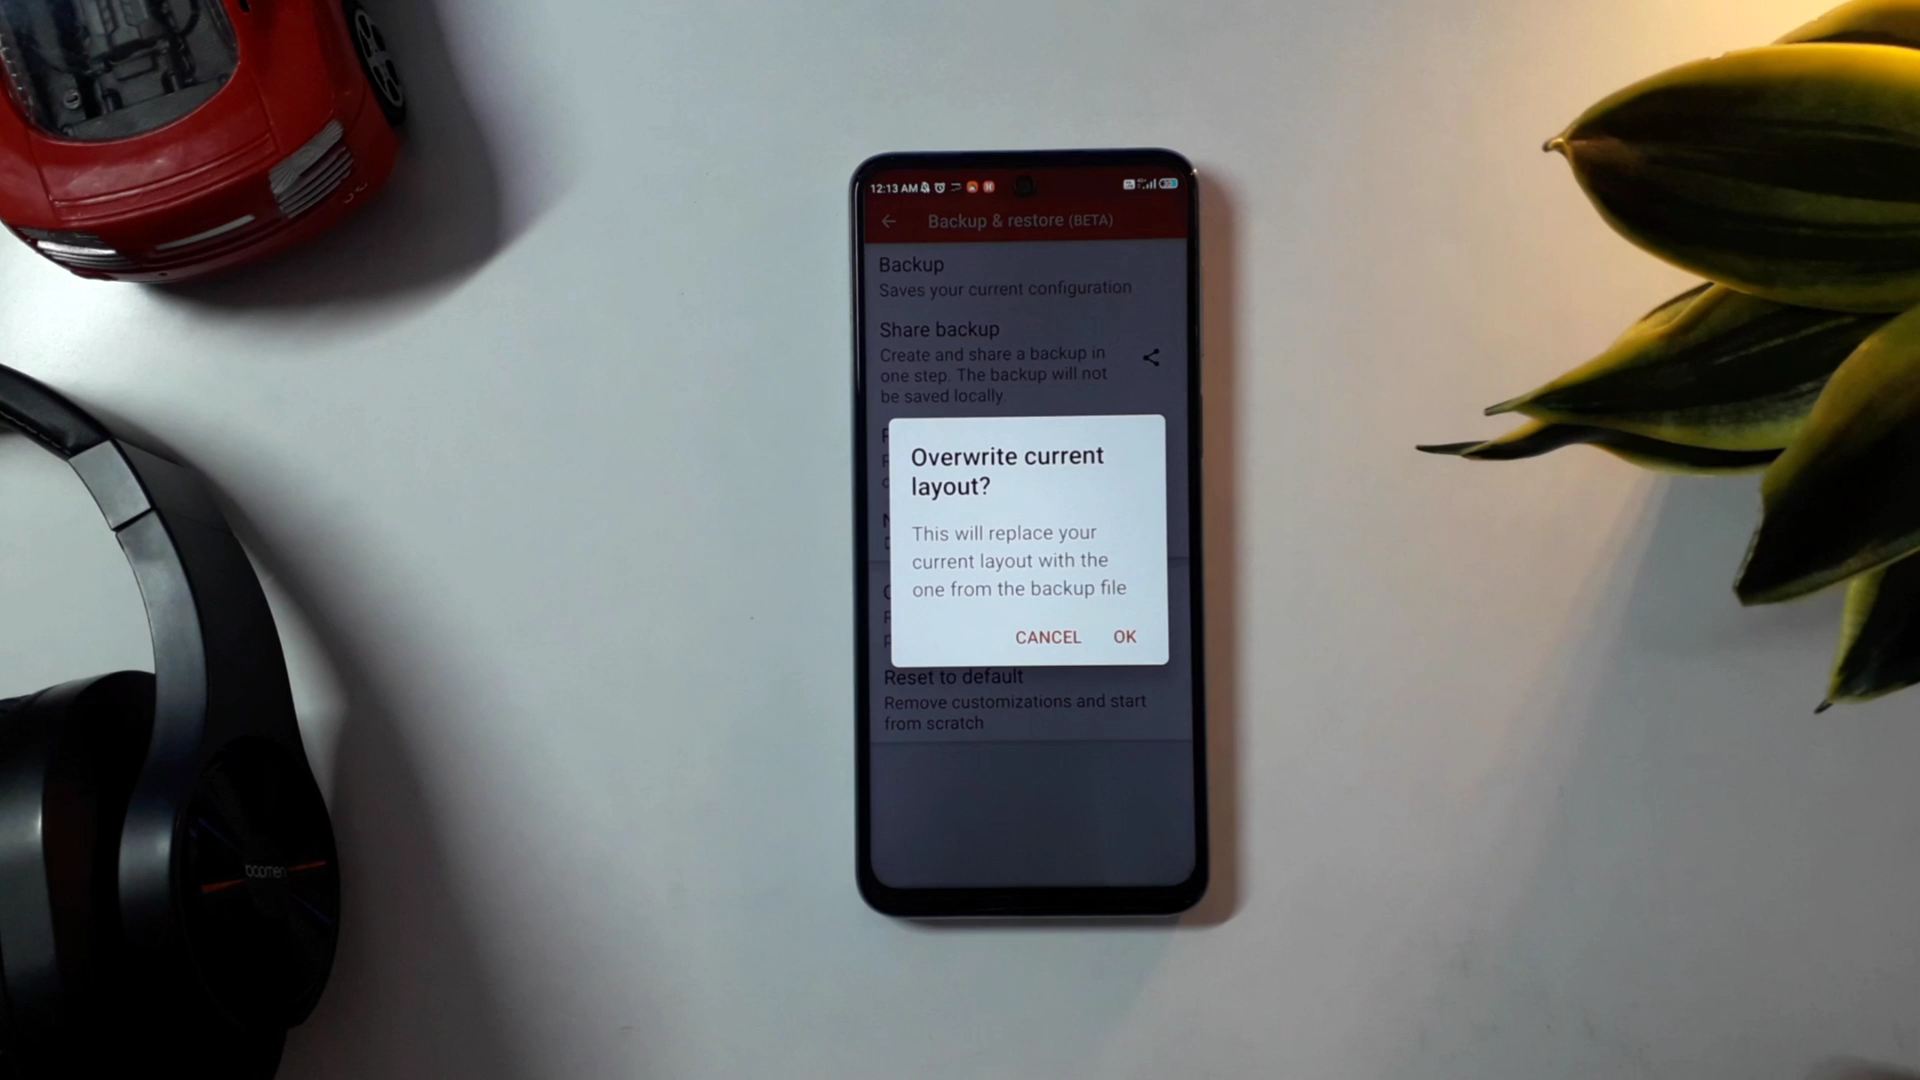 12:13 AM
Backup & restore (BETA)
Backup
Saves your current configuration
Share backup
Create and share a backup in
one step. The backup will not
be saved locally.
Overwrite current
layout?
This will replace your
current layout with the
one from the backup file
CANCEL OK
Reset to default
Remove customizations and start
from scratch